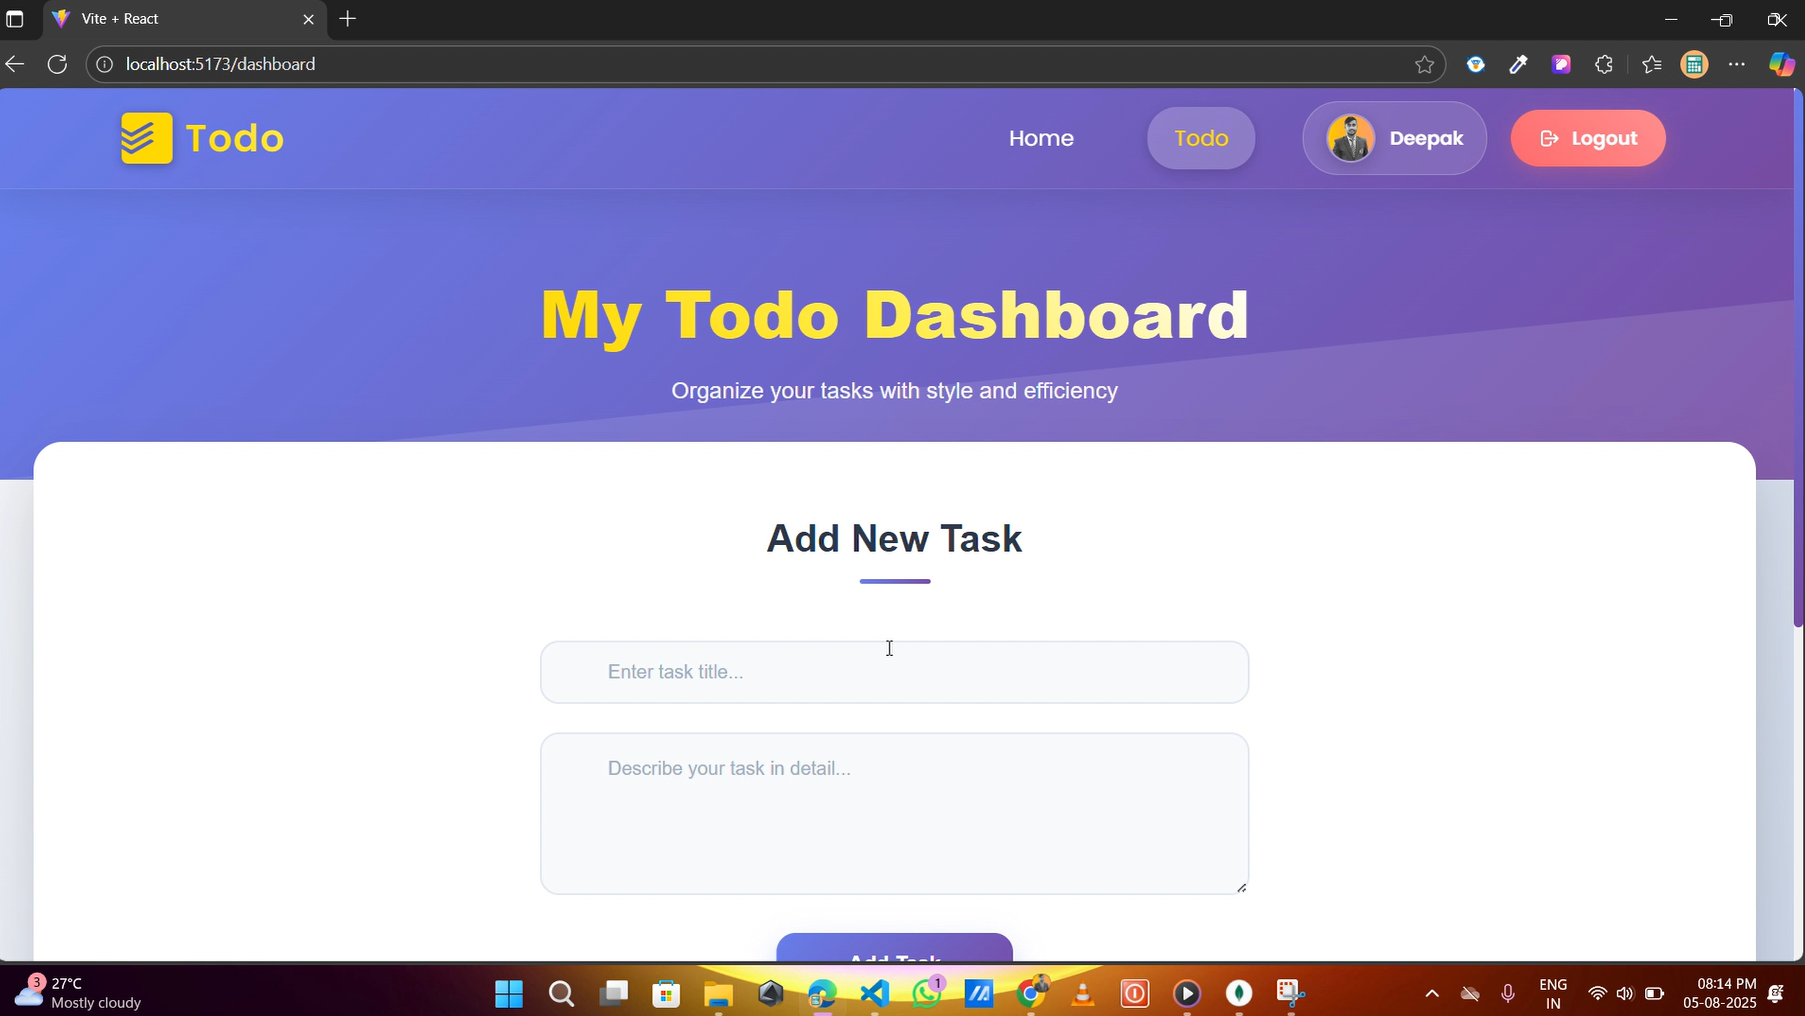 Vite + React
localhost:5173/dashboard
Todo
Home
Todo
Deepak
Logout
My Todo Dashboard
Organize your tasks with style and efficiency
Add New Task
Enter task title...
Describe your task in detail...
Add Task
3
27°C
Mostly cloudy
1
ENG
IN
08:14 PM
05-08-2025